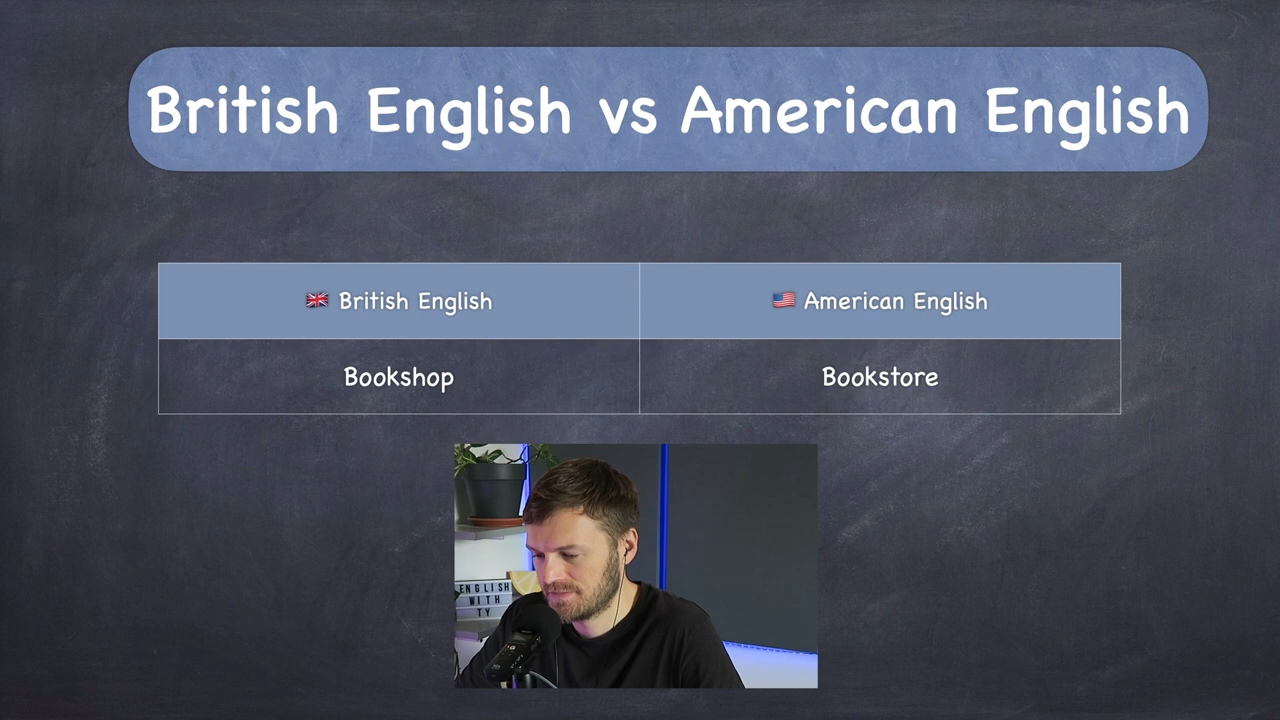 British English vs American English
🇬🇧 British English
🇺🇸 American English
Bookshop
Bookstore
ENGLISH
WITH
TY